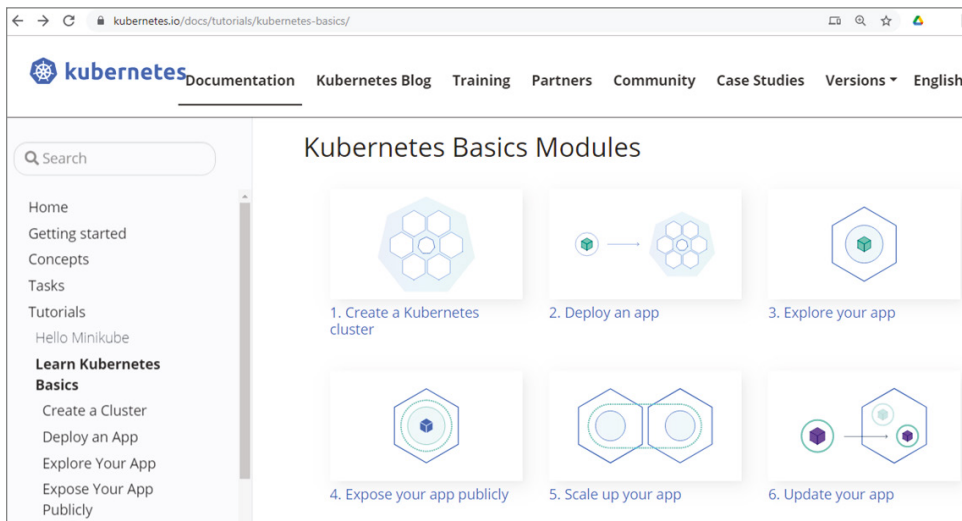 kubernetes.io/docs/tutorials/kubernetes-basics/
kubernetes
Documentation Kubernetes Blog Training Partners Community Case Studies Versions English
Search
Home
Getting started
Concepts
Tasks
Tutorials
Hello Minikube
Learn Kubernetes
Basics
Create a Cluster
Deploy an App
Explore Your App
Expose Your App
Publicly
Kubernetes Basics Modules
1. Create a Kubernetes
cluster
2. Deploy an app
3. Explore your app
4. Expose your app publicly
5. Scale up your app
6. Update your app